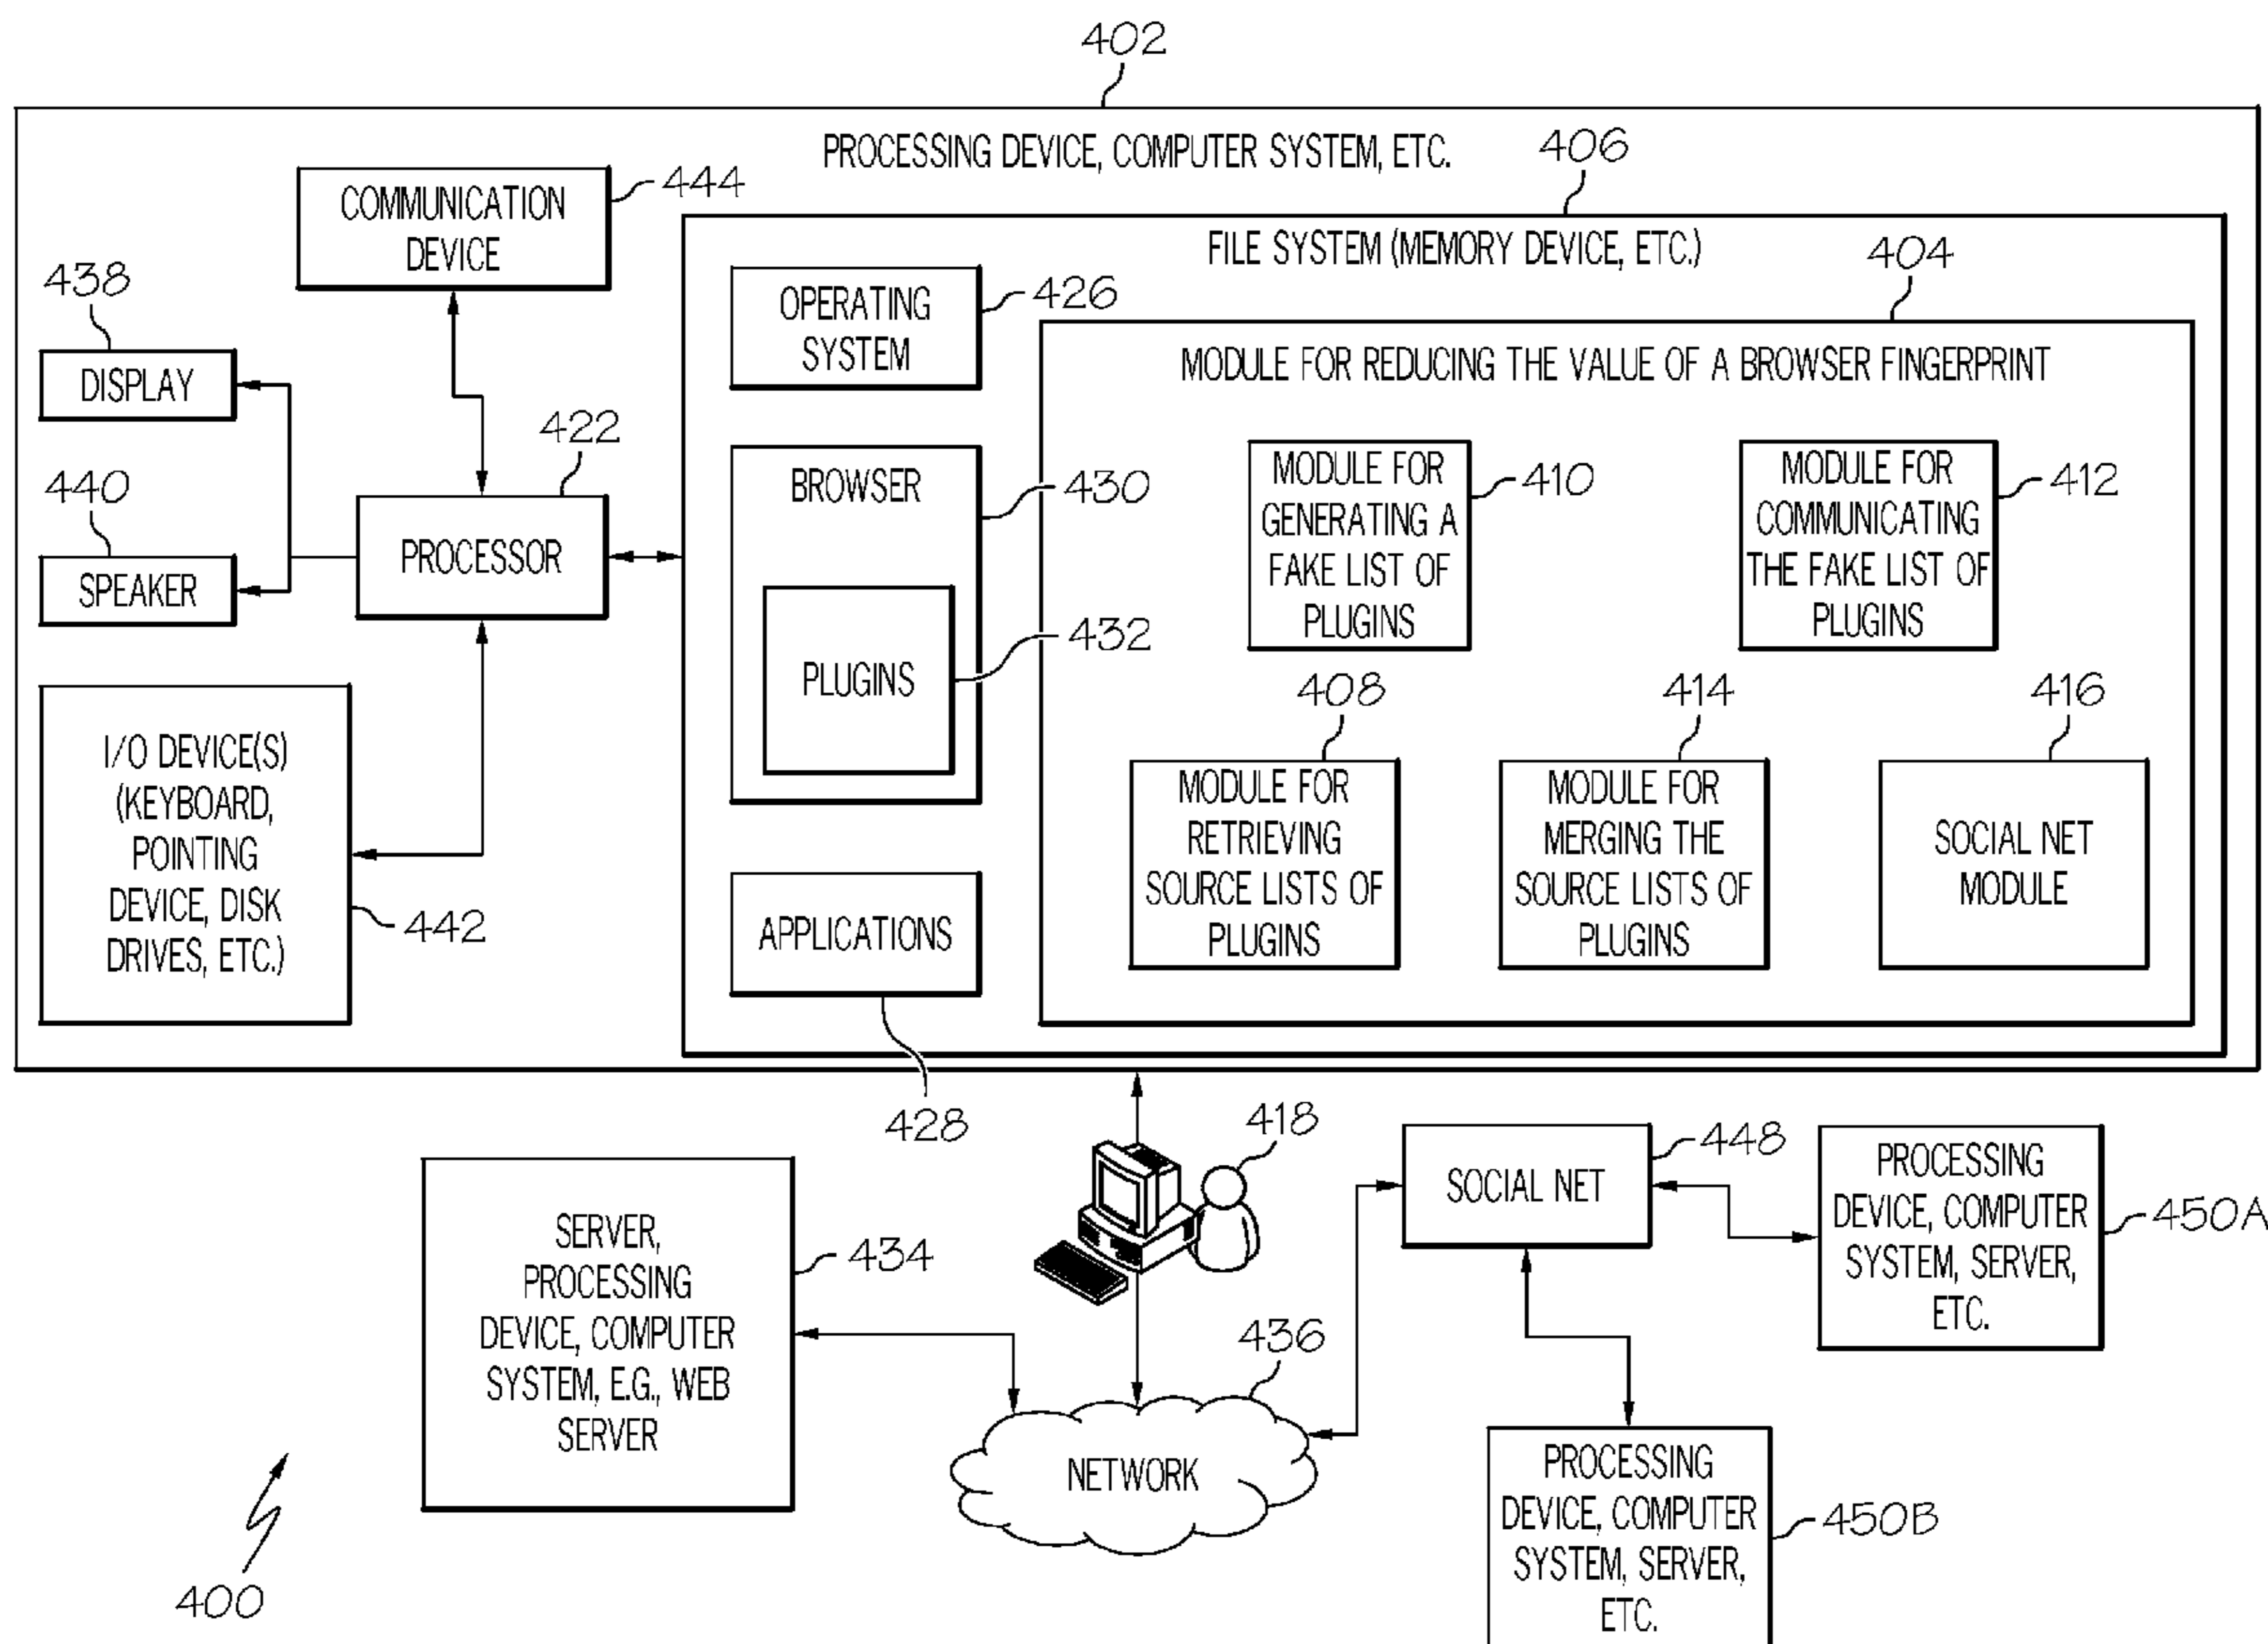 402
PROCESSING DEVICE, COMPUTER SYSTEM, ETC.
406
COMMUNICATION
DEVICE
444
FILE SYSTEM (MEMORY DEVICE, ETC.)
404
438
DISPLAY
OPERATING
SYSTEM
426
MODULE FOR REDUCING THE VALUE OF A BROWSER FINGERPRINT
422
440
SPEAKER
PROCESSOR
BROWSER
430
PLUGINS
432
MODULE FOR
GENERATING A
FAKE LIST OF
PLUGINS
410
MODULE FOR
COMMUNICATING
THE FAKE LIST OF
PLUGINS
412
408
414
416
I/O DEVICE(S)
(KEYBOARD,
POINTING
DEVICE, DISK
DRIVES, ETC.)
442
APPLICATIONS
MODULE FOR
RETRIEVING
SOURCE LISTS OF
PLUGINS
MODULE FOR
MERGING THE
SOURCE LISTS OF
PLUGINS
SOCIAL NET
MODULE
428
418
SERVER,
PROCESSING
DEVICE, COMPUTER
SYSTEM, E.G., WEB
SERVER
434
SOCIAL NET
448
PROCESSING
DEVICE, COMPUTER
SYSTEM, SERVER,
ETC.
450A
436
NETWORK
PROCESSING
DEVICE, COMPUTER
SYSTEM, SERVER,
ETC.
450B
400